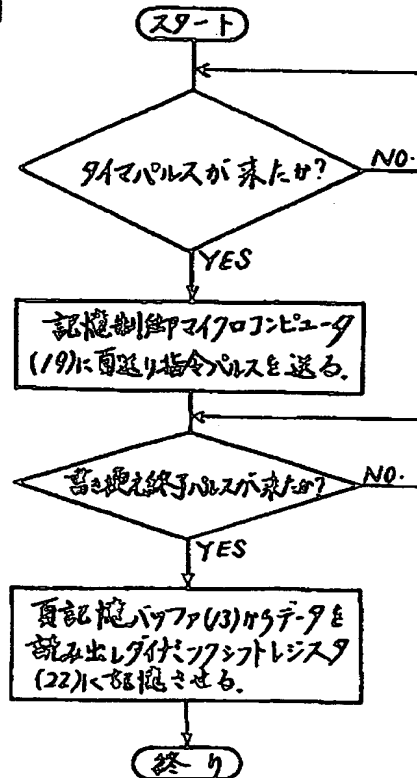 スタート
タイマパルスが来たか?
NO.
YES
記憶制御マイクロコンピュータ
(19)に頁送り指令パルスを送る.
書き換え終了パルスが来たか?
NO.
YES
頁記憶バッファ(13)からデータを
読み出しダイナミックシフトレジスタ
(22)に記憶させる.
終り